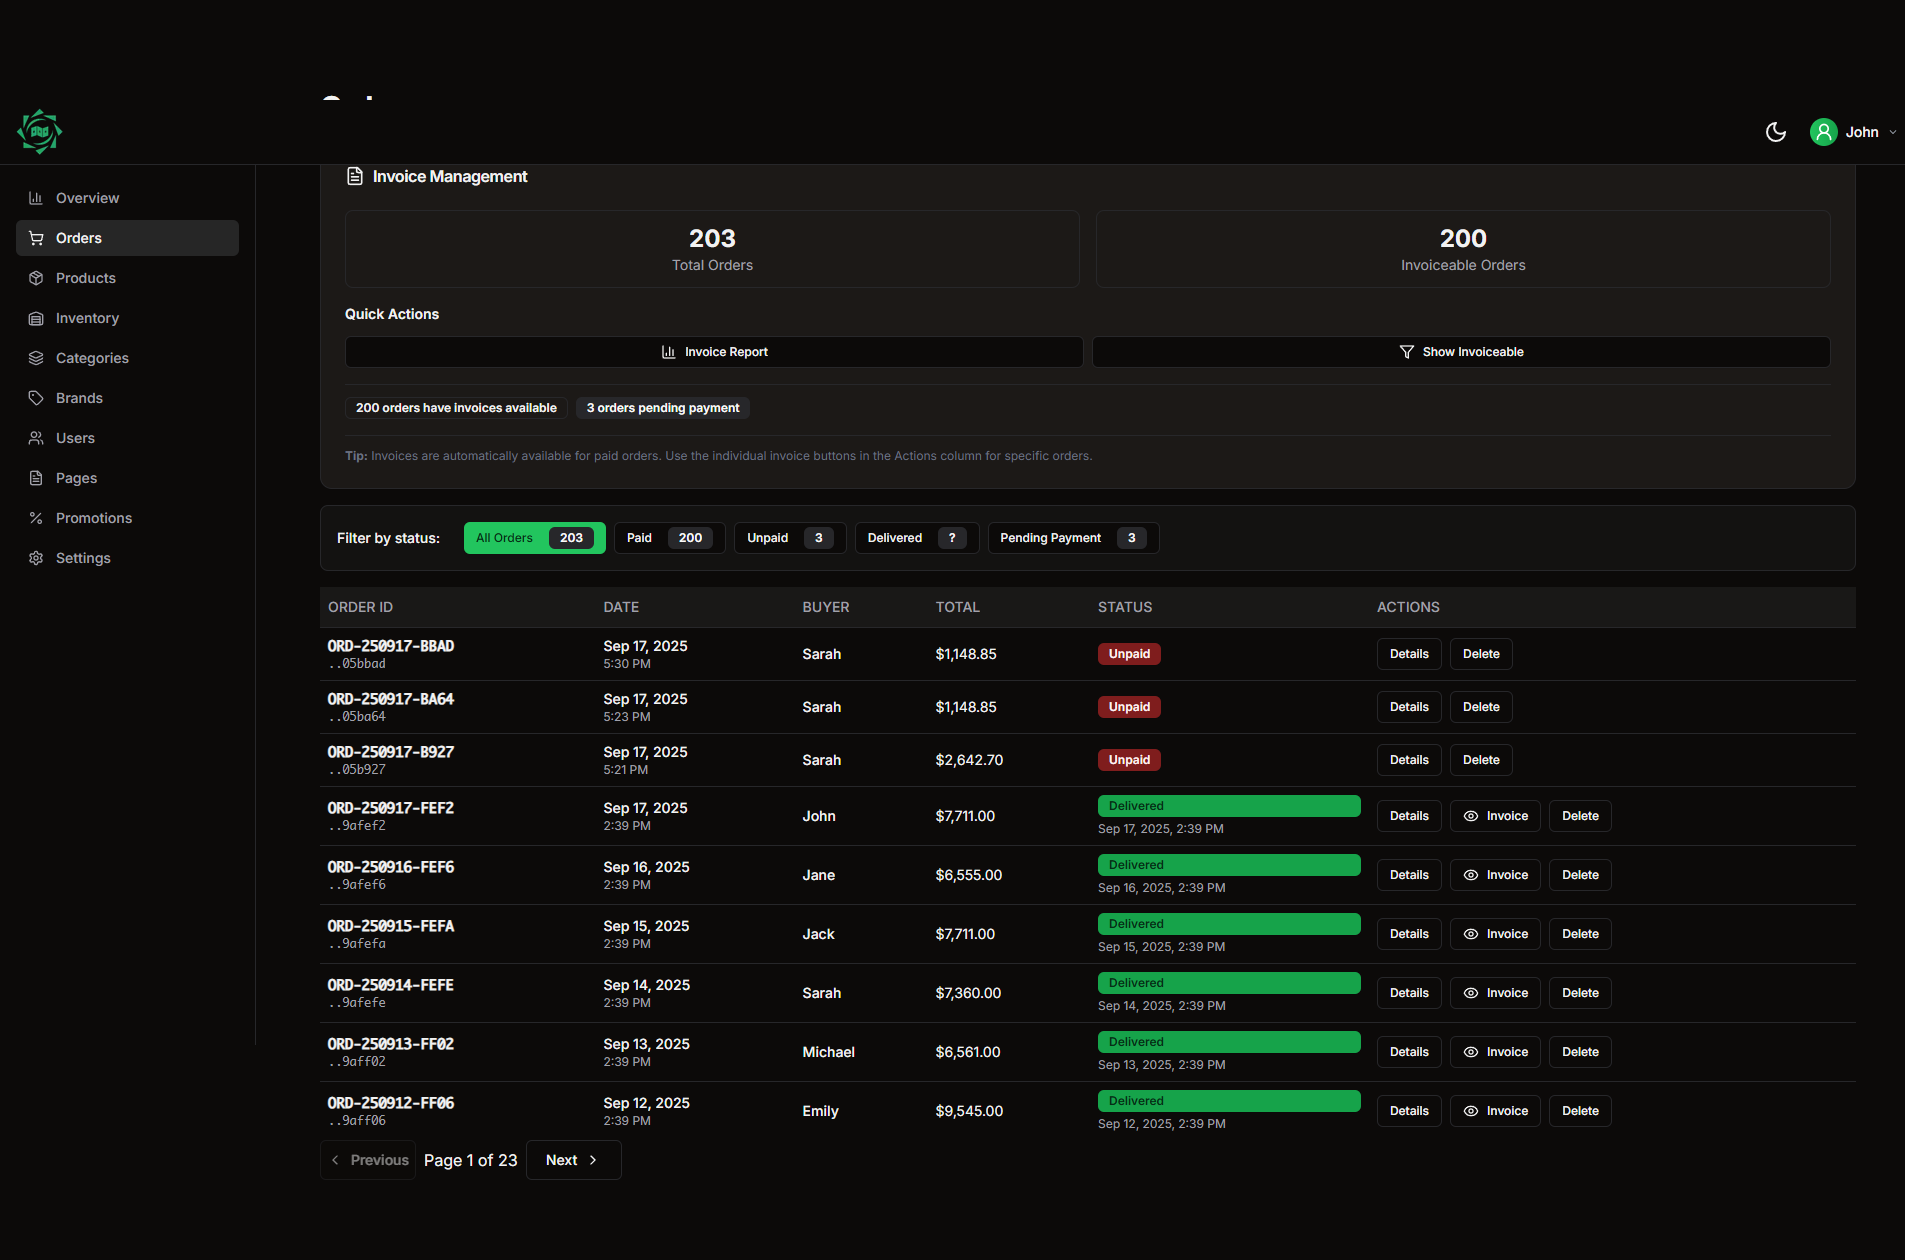 John
Overview
Orders
Products
Inventory
Categories
Brands
Users
Pages
Promotions
Settings
Invoice Management
203
Total Orders
200
Invoiceable Orders
Quick Actions
Invoice Report
Show Invoiceable
200 orders have invoices available
3 orders pending payment
Tip: Invoices are automatically available for paid orders. Use the individual invoice buttons in the Actions column for specific orders.
Filter by status: All Orders 203 Paid 200 Unpaid 3 Delivered ? Pending Payment 3
ORDER ID DATE BUYER TOTAL STATUS ACTIONS
ORD-250917-BBAD Sep 17, 2025 Sarah $1,148.85 Unpaid Details Delete
..05bbad 5:30 PM
ORD-250917-BA64 Sep 17, 2025 Sarah $1,148.85 Unpaid Details Delete
..05ba64 5:23 PM
ORD-250917-B927 Sep 17, 2025 Sarah $2,642.70 Unpaid Details Delete
..05b927 5:21 PM
ORD-250917-FEF2 Sep 17, 2025 John $7,711.00 Delivered Details Invoice Delete
..9afef2 2:39 PM Sep 17, 2025, 2:39 PM
ORD-250916-FEF6 Sep 16, 2025 Jane $6,555.00 Delivered Details Invoice Delete
..9afef6 2:39 PM Sep 16, 2025, 2:39 PM
ORD-250915-FEFA Sep 15, 2025 Jack $7,711.00 Delivered Details Invoice Delete
..9afefa 2:39 PM Sep 15, 2025, 2:39 PM
ORD-250914-FEFE Sep 14, 2025 Sarah $7,360.00 Delivered Details Invoice Delete
..9afefe 2:39 PM Sep 14, 2025, 2:39 PM
ORD-250913-FF02 Sep 13, 2025 Michael $6,561.00 Delivered Details Invoice Delete
..9aff02 2:39 PM Sep 13, 2025, 2:39 PM
ORD-250912-FF06 Sep 12, 2025 Emily $9,545.00 Delivered Details Invoice Delete
..9aff06 2:39 PM Sep 12, 2025, 2:39 PM
Previous Page 1 of 23 Next